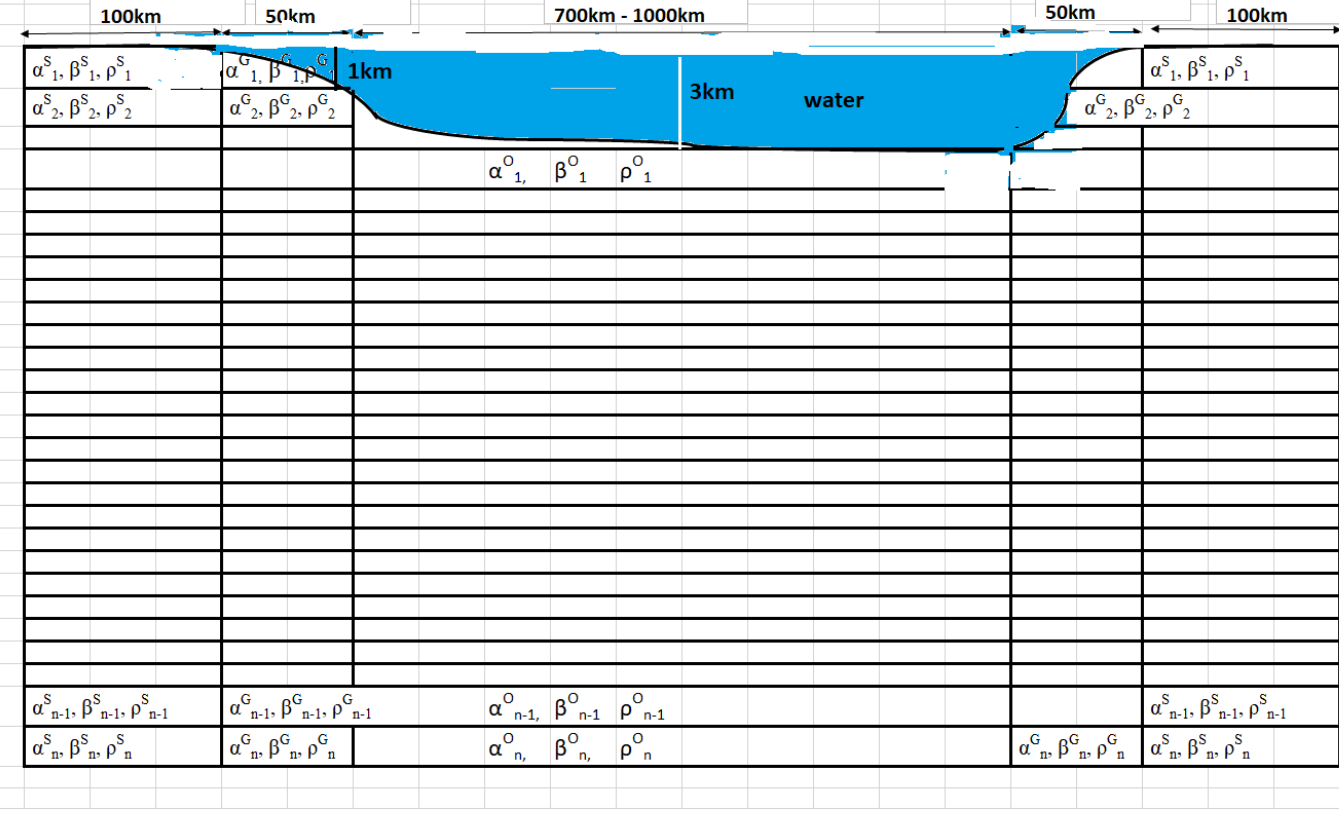 100km 50km 700km - 1000km 50km 100km
α^S_1, β^S_1, ρ^S_1 α^G_1, β^G_1, ρ^G 1km 3km water α^S_1, β^S_1, ρ^S_1
α^S_2, β^S_2, ρ^S_2 α^G_2, β^G_2, ρ^G_2 α^G_2, β^G_2, ρ^G_2
α^O_1, β^O_1 ρ^O_1
α^S_n-1, β^S_n-1, ρ^S_n-1 α^G_n-1, β^G_n-1, ρ^G_n-1 α^O_n-1, β^O_n-1 ρ^O_n-1 α^S_n-1, β^S_n-1, ρ^S_n-1
α^S_n, β^S_n, ρ^S_n α^G_n, β^G_n, ρ^G_n α^O_n, β^O_n, ρ^O_n α^G_n, β^G_n, ρ^G_n α^S_n, β^S_n, ρ^S_n